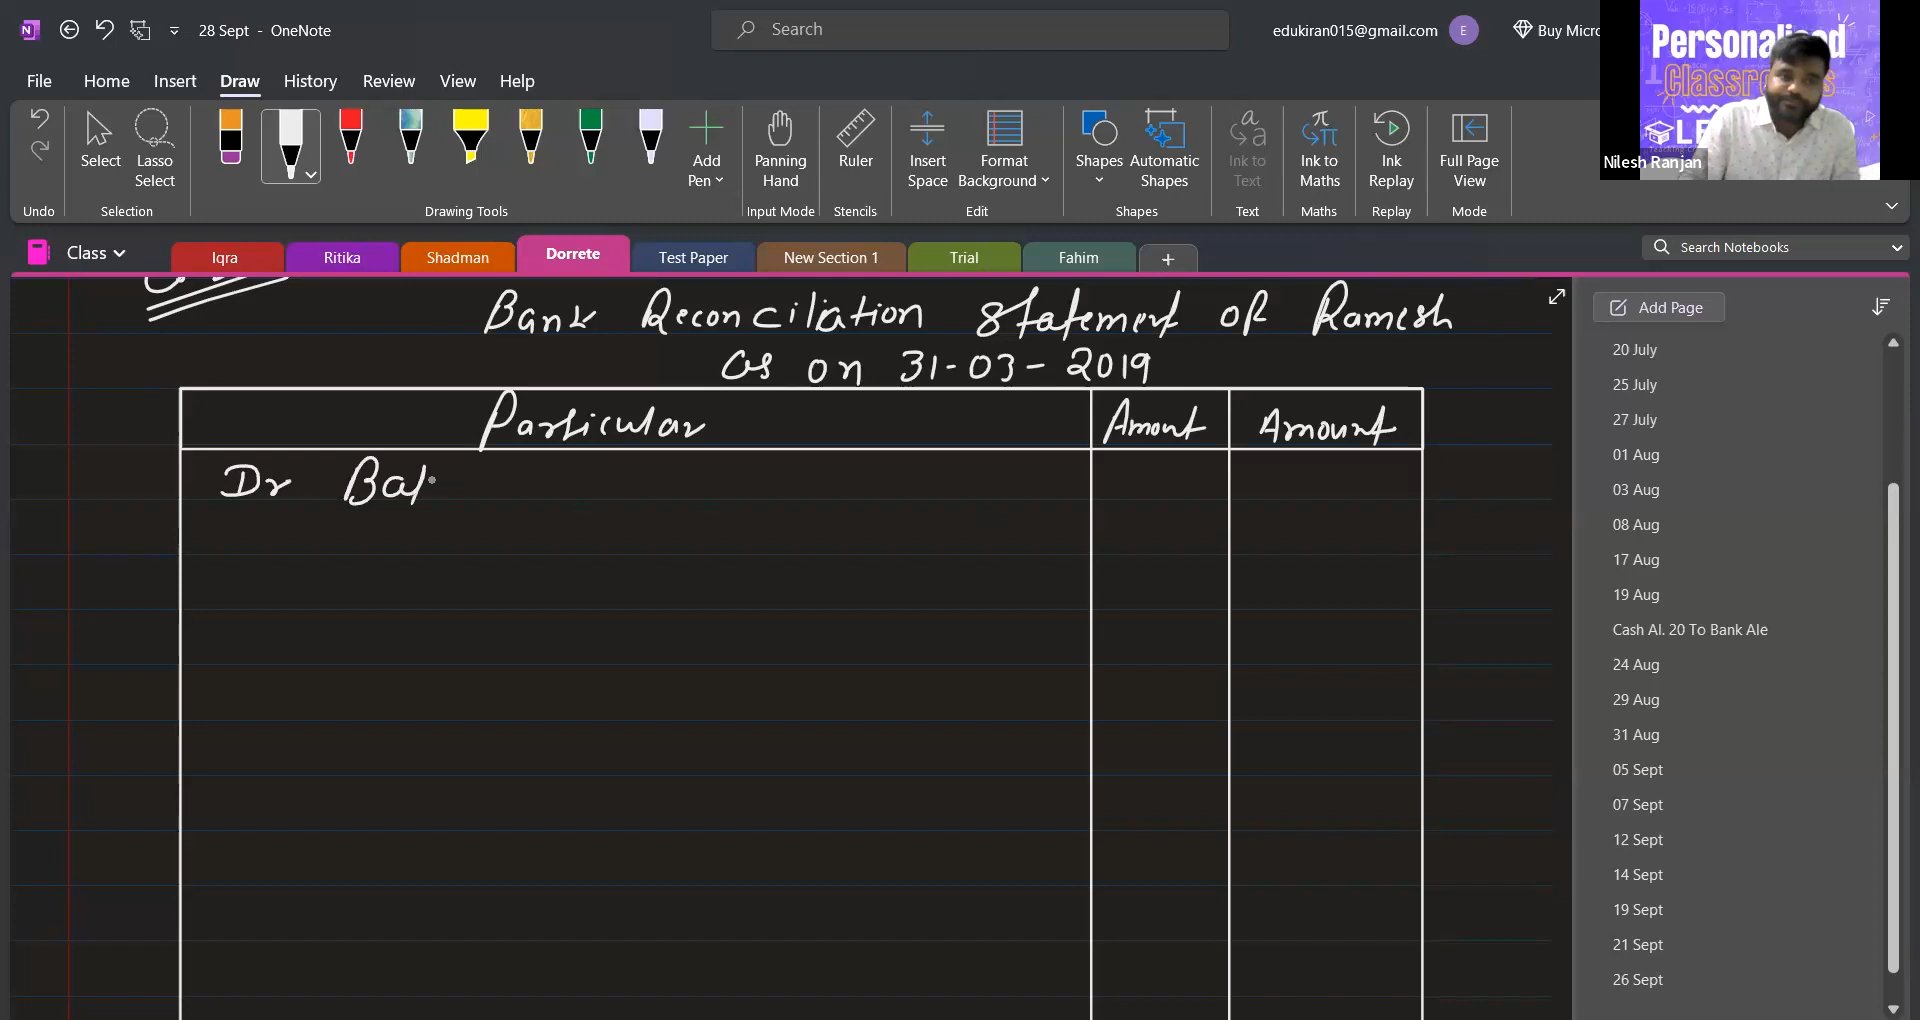 28 Sept - OneNote
Search
edukiran015@gmail.com
E
Buy Micro
File
Home
Insert
Draw
History
Review
View
Help
Select
Lasso
Select
Add
Pen
Panning
Hand
Ruler
Insert
Space
Format
Background
Shapes
Automatic
Shapes
Ink to
Text
Ink to
Maths
Ink
Replay
Full Page
View
Undo
Selection
Drawing Tools
Input Mode
Stencils
Edit
Shapes
Text
Maths
Replay
Mode
Personalised
Nilesh Ranjan
Class
Iqra
Ritika
Shadman
Dorrete
Test Paper
New Section 1
Trial
Fahim
+
Search Notebooks
Bank Reconciliation Statement of Ramesh
as on 31-03-2019
Particular
Amount
Amount
Dr Bal
Add Page
20 July
25 July
27 July
01 Aug
03 Aug
08 Aug
17 Aug
19 Aug
Cash Al. 20 To Bank Ale
24 Aug
29 Aug
31 Aug
05 Sept
07 Sept
12 Sept
14 Sept
19 Sept
21 Sept
26 Sept